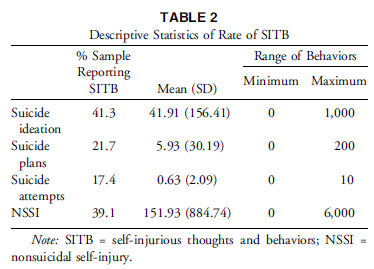 TABLE 2
Descriptive Statistics of Rate of SITB
% Sample Range of Behaviors
Reporting
SITB Mean (SD) Minimum Maximum
Suicide ideation 41.3 41.91 (156.41) 0 1,000
Suicide plans 21.7 5.93 (30.19) 0 200
Suicide attempts 17.4 0.63 (2.09) 0 10
NSSI 39.1 151.93 (884.74) 0 6,000
Note: SITB = self-injurious thoughts and behaviors; NSSI =
nonsuicidal self-injury.